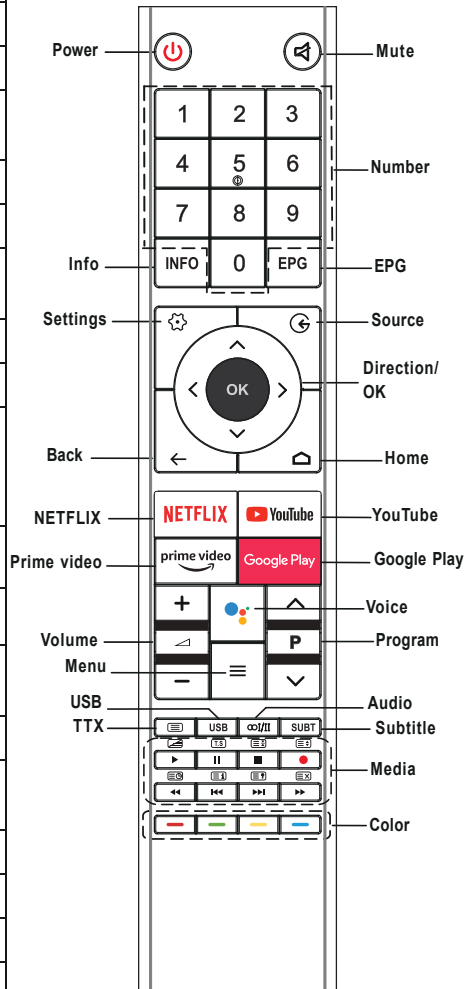 Power
Mute
1 2 3
4 5 6
Number
7 8 9
Info
INFO 0 EPG
EPG
Settings
Source
Direction/
OK
OK
Back
Home
NETFLIX
NETFLIX
YouTube
YouTube
Prime video
prime video
Google Play
Google Play
Voice
Volume
P
Program
Menu
USB
Audio
TTX
USB
I/II
SUBT
Subtitle
T.S
Media
Color